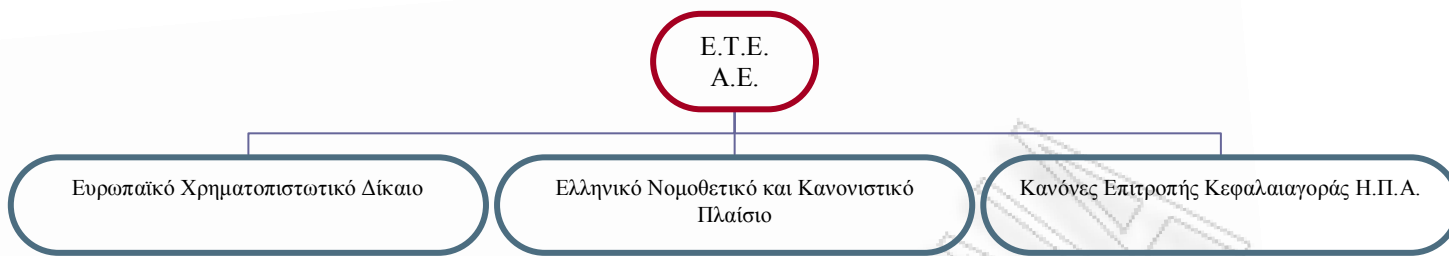 Ε.Τ.Ε.
Α.Ε.
Ευρωπαϊκό Χρηματοπιστωτικό Δίκαιο
Ελληνικό Νομοθετικό και Κανονιστικό
Πλαίσιο
Κανόνες Επιτροπής Κεφαλαιαγοράς Η.Π.Α.